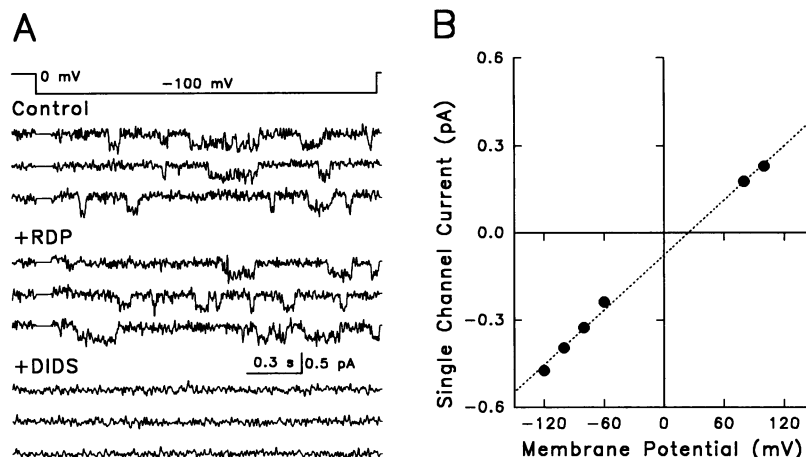 A
0 mV
-100 mV
Control
+RDP
0.3 s
0.5 pA
+DIDS
B
Single Channel Current (pA)
0.6
0.3
0.0
-0.3
-0.6
-120
-60
0
60
120
Membrane Potential (mV)